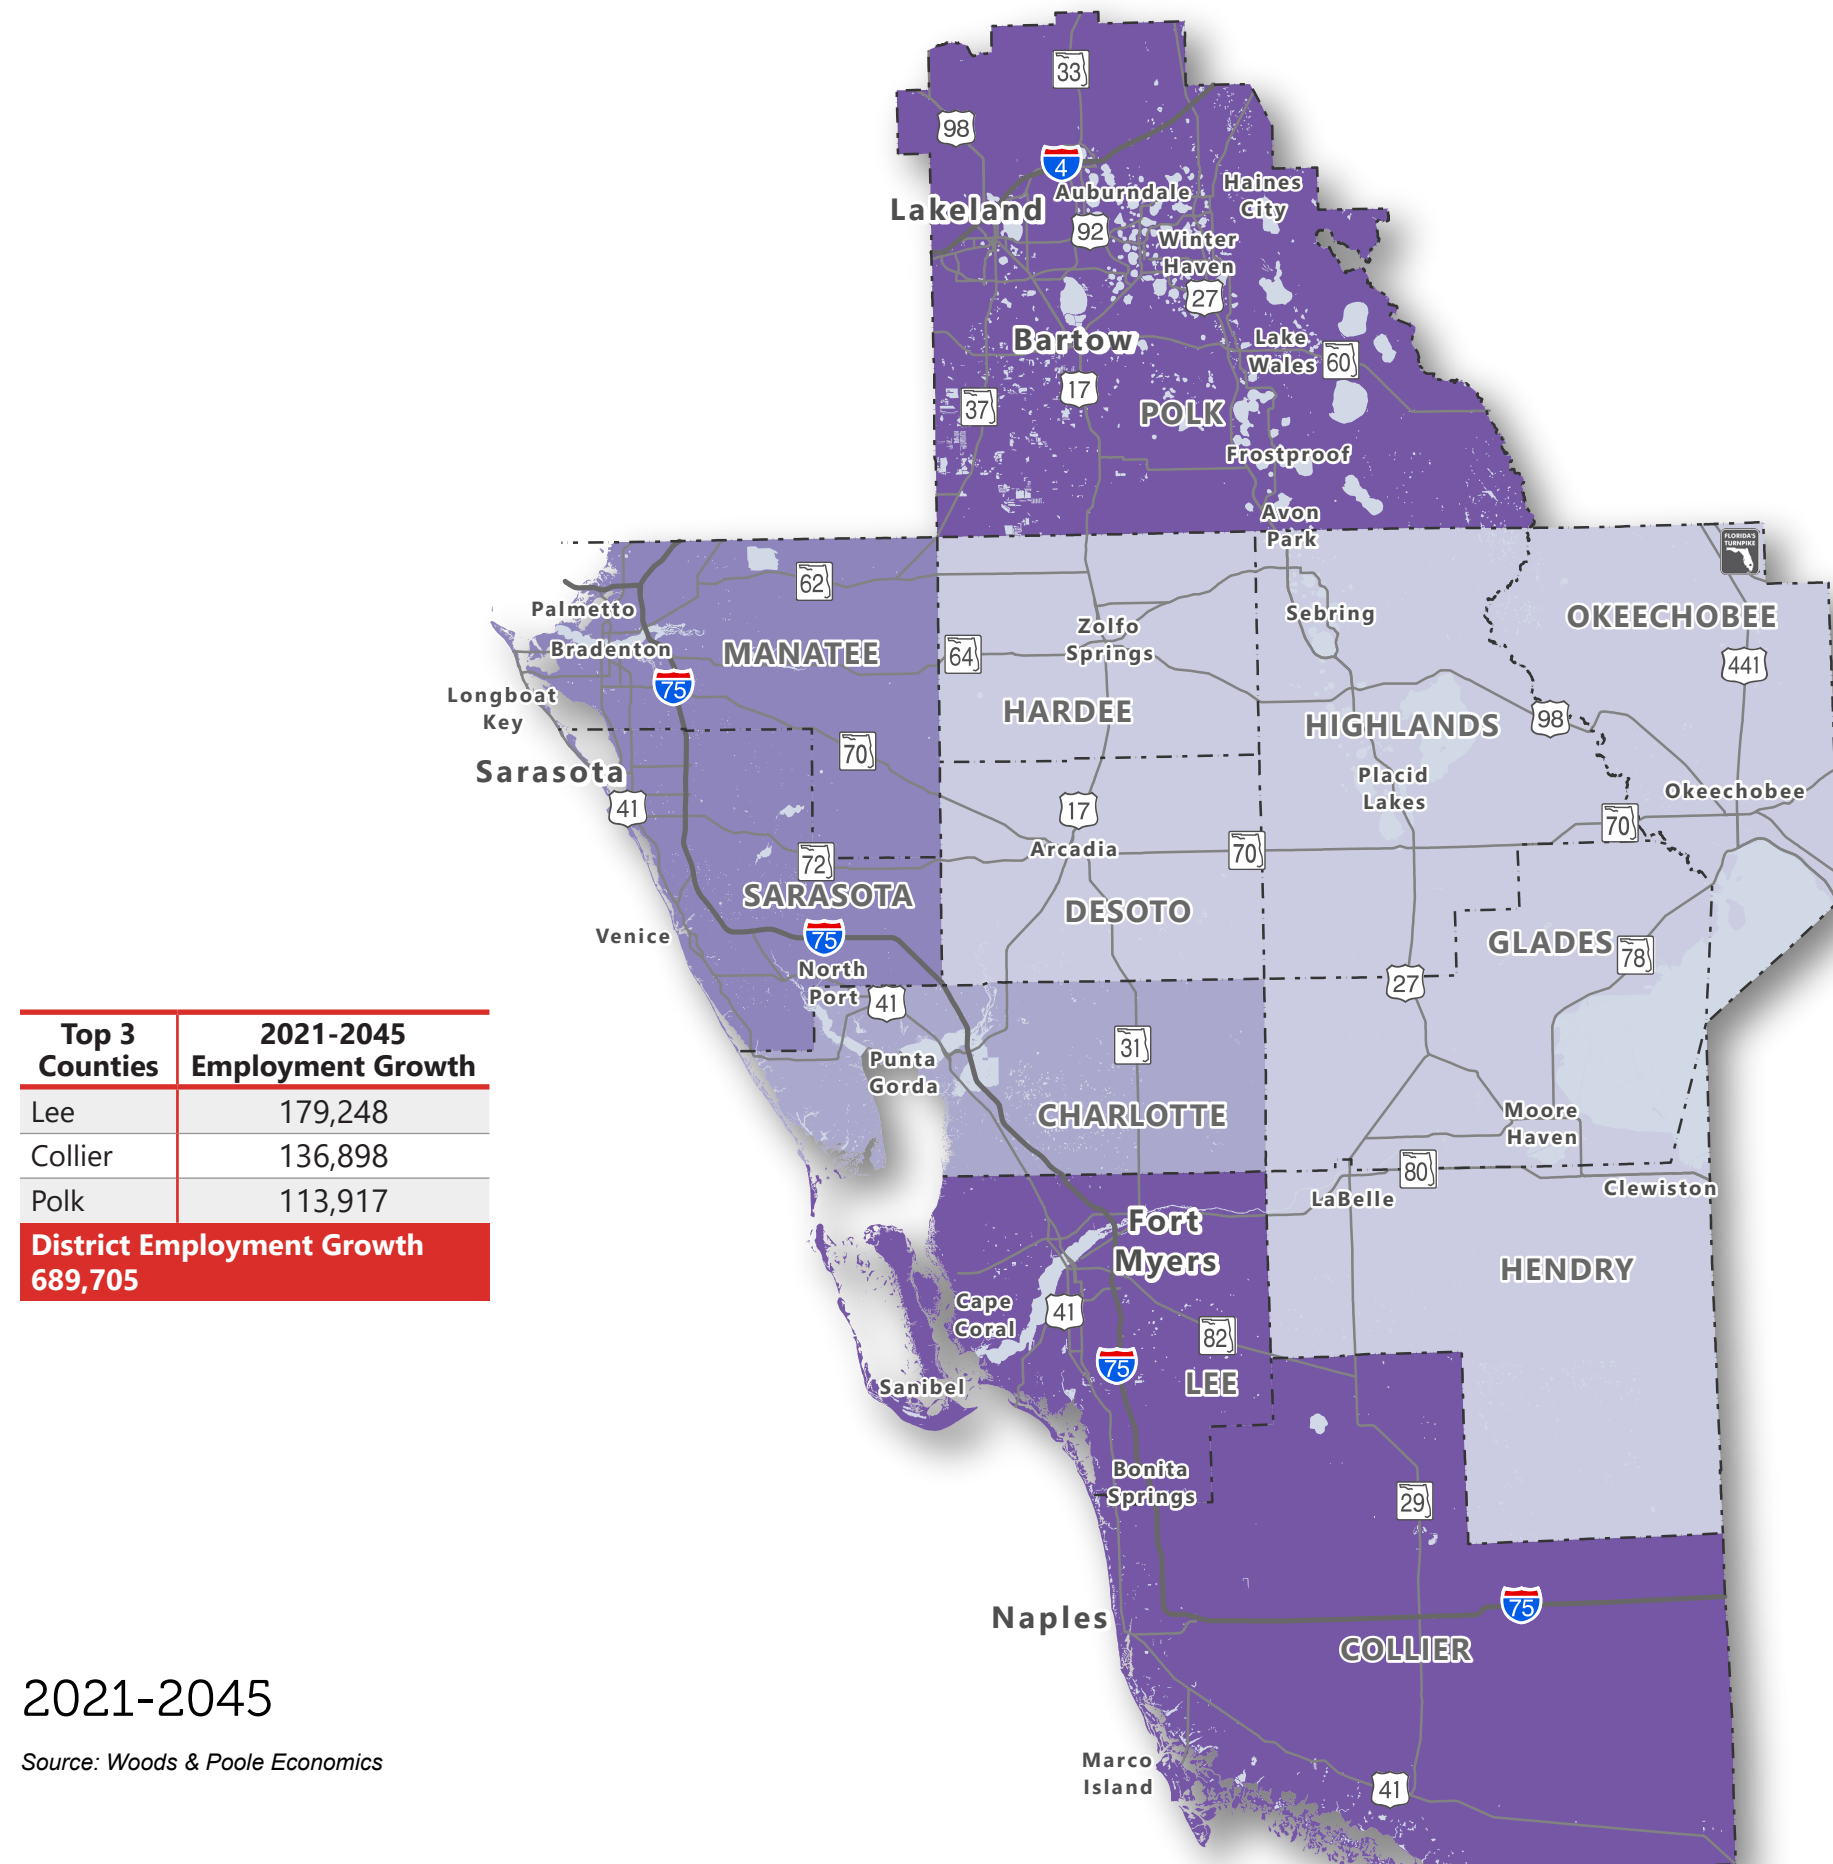 33
98
4
Auburndale
Haines
City
Lakeland
92
Winter
Haven
27
Bartow
Lake
Wales
60
17
37
POLK
Frostproof
Avon
Park
FLORIDA'S
TURNPIKE
62
Palmetto
Sebring
OKEECHOBEE
Zolfo
Springs
Bradenton
MANATEE
64
441
75
Longboat
Key
HARDEE
HIGHLANDS
98
70
Sarasota
Placid
Lakes
Okeechobee
41
17
70
Arcadia
70
72
SARASOTA
DESOTO
Venice
75
GLADES
78
North
Port
27
41
Top 3
Counties
2021-2045
Employment Growth
31
Punta
Gorda
Lee
179,248
CHARLOTTE
Moore
Haven
Collier
136,898
80
Polk
113,917
LaBelle
Clewiston
Fort
Myers
District Employment Growth
689,705
HENDRY
Cape
Coral
41
82
75
Sanibel
LEE
Bonita
Springs
29
Naples
75
COLLIER
2021-2045
Source: Woods & Poole Economics
Marco
Island
41